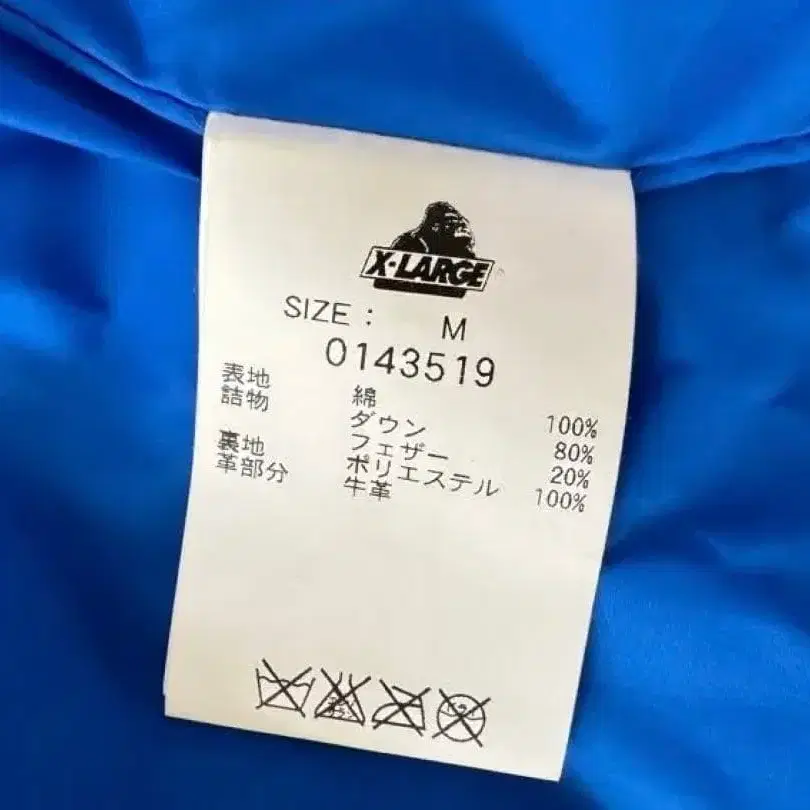 X-LARGE
SIZE : M
0143519
表地 綿 100%
詰物 ダウン 80%
フェザー 20%
裏地 ポリエステル 100%
革部分 牛革